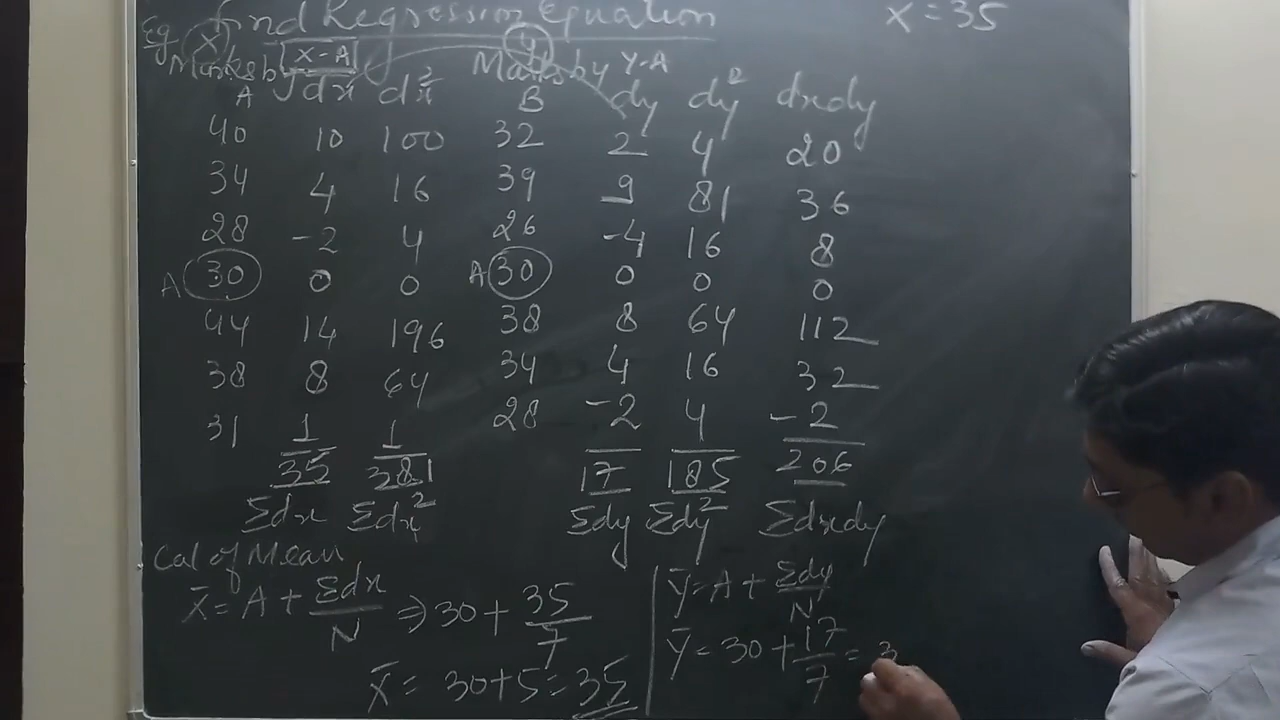 Find Regression Equation
X = 35
Eg X X-A y Y-A
Marks by A dx dx² Marks by B dy dy² dxdy
40 10 100 32 2 4 20
34 4 16 39 9 81 36
28 -2 4 26 -4 16 8
A 30 0 0 A 30 0 0 0
44 14 196 38 8 64 112
38 8 64 34 4 16 32
31 1 1 28 -2 4 -2
35 381 17 185 206
Σdx Σdx² Σdy Σdy² Σdxdy
Cal of Mean
X̄ = A + Σdx/N ⇒ 30 + 35/7
X̄ = 30+5 = 35
Ȳ = A + Σdy/N
Ȳ = 30 + 17/7 = 3